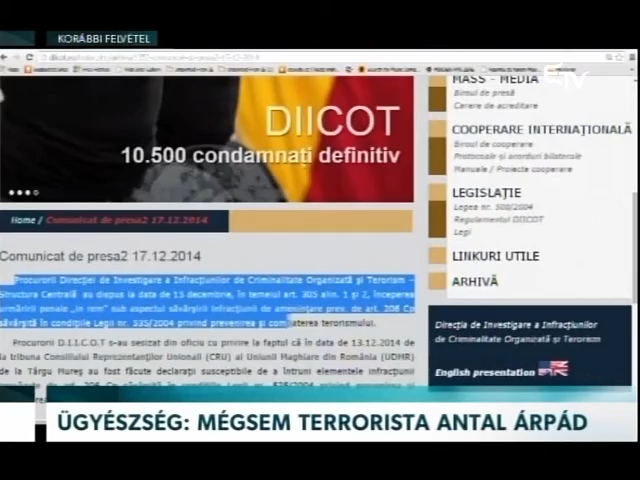 KORÁBBI FELVÉTEL
ETV
MASS - MEDIA
Biroul de presă
Cerere de acreditare
COOPERARE INTERNAȚIONALĂ
Biroul de cooperare
Protocoale și acorduri bilaterale
Manuale / Proiecte cooperare
LEGISLAȚIE
Legea nr. 508/2004
Regulamentul DIICOT
Legi
LINKURI UTILE
ARHIVĂ
DIICOT
10.500 condamnați definitiv
Home / Comunicat de presa2 17.12.2014
Comunicat de presa2 17.12.2014
Procurorii Direcției de Investigare a Infracțiunilor de Criminalitate Organizată și Terorism –
Structura Centrală au dispus la data de 15 decembrie, în temeiul art. 305 alin. 1 și 2, începerea
urmăririi penale „in rem” sub aspectul săvârșirii infracțiunii de amenințare prev. de art. 206 Cp
săvârșită în condițiile Legii nr. 535/2004 privind prevenirea și combaterea terorismului.
Procurorii D.I.I.C.O.T s-au sesizat din oficiu cu privire la faptul că în data de 13.12.2014 de
la tribuna Consiliului Reprezentanților Unionali (CRU) al Uniunii Maghiare din România (UDMR)
de la Târgu Mureș au fost făcute declarații susceptibile de a întruni elementele infracțiunii
Direcția de Investigare a Infracțiunilor
de Criminalitate Organizată și Terorism
English presentation
ÜGYÉSZSÉG: MÉGSEM TERRORISTA ANTAL ÁRPÁD